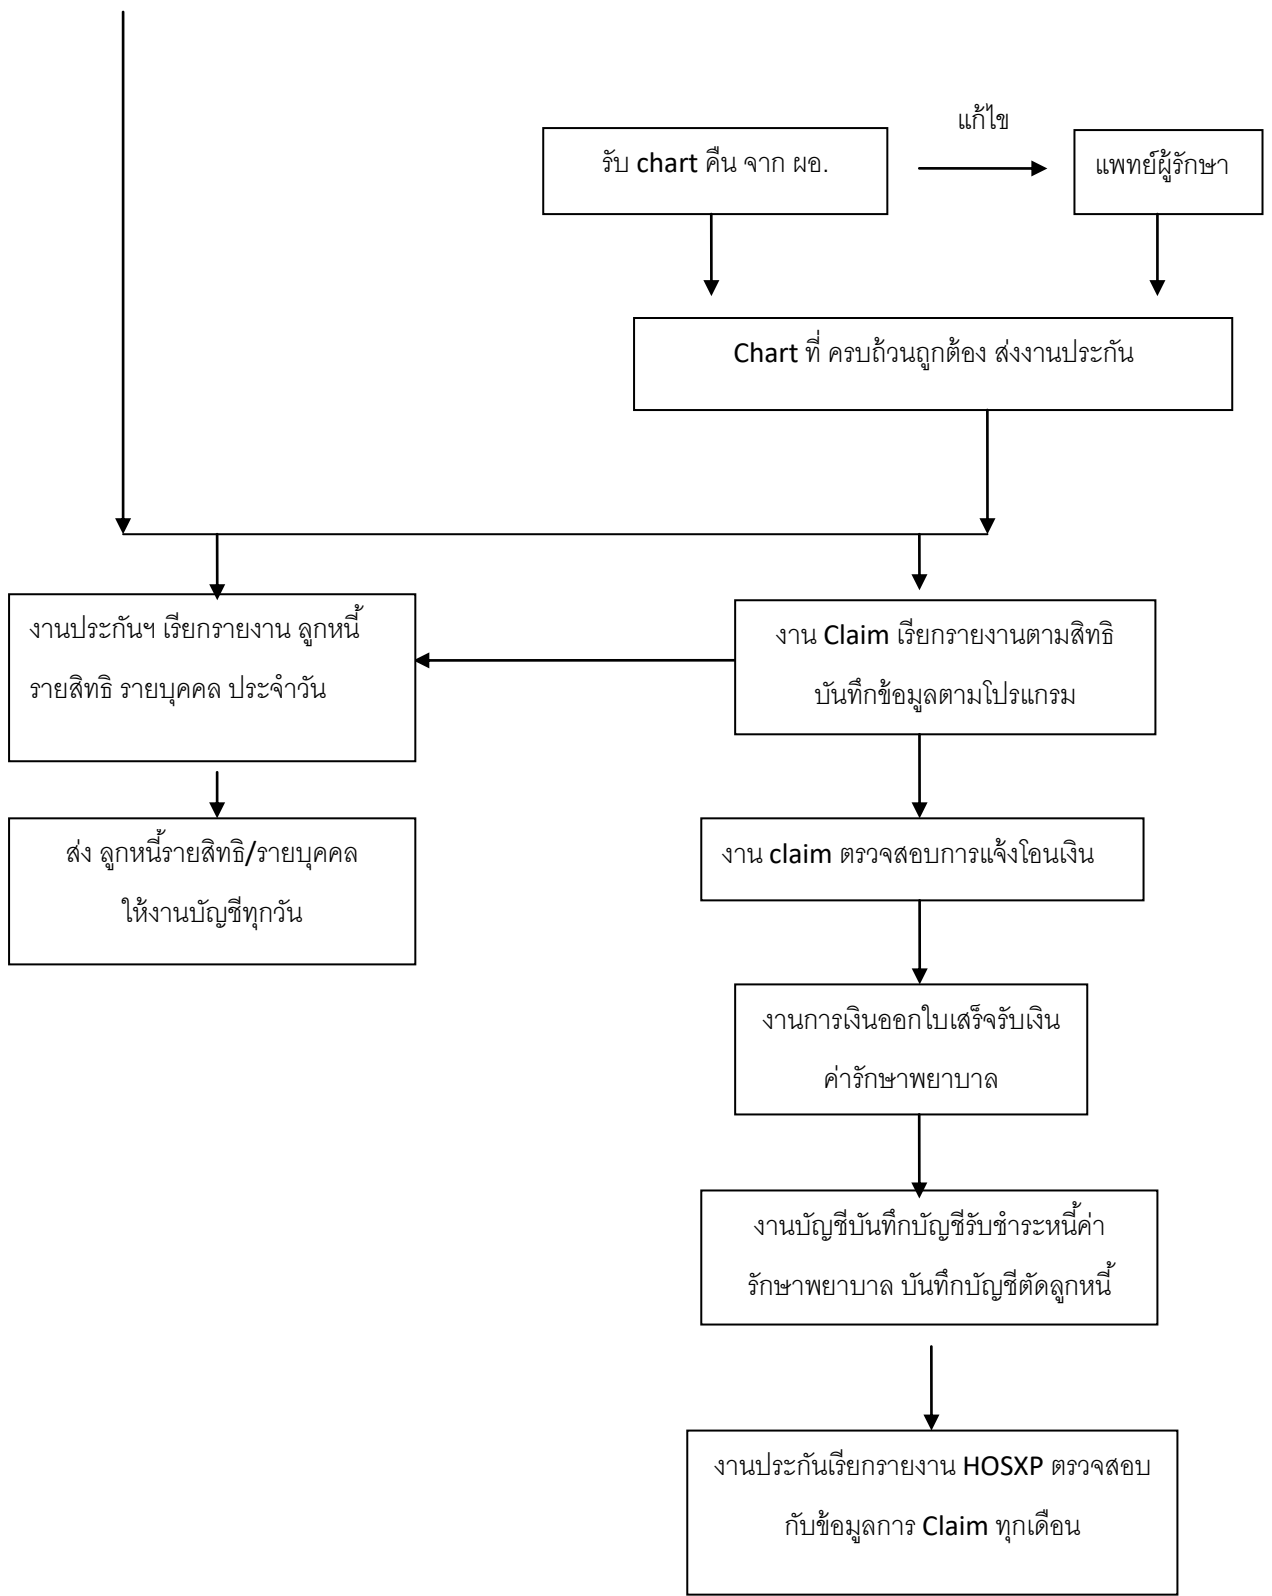 แก้ไข
รับ chart คืน จาก ผอ.
แพทย์ผู้รักษา
Chart ที่ ครบถ้วนถูกต้อง ส่งงานประกัน
งานประกันฯ เรียกรายงาน ลูกหนี้
รายสิทธิ รายบุคคล ประจำวัน
งาน Claim เรียกรายงานตามสิทธิ
บันทึกข้อมูลตามโปรแกรม
ส่ง ลูกหนี้รายสิทธิ/รายบุคคล
ให้งานบัญชีทุกวัน
งาน claim ตรวจสอบการแจ้งโอนเงิน
งานการเงินออกใบเสร็จรับเงิน
ค่ารักษาพยาบาล
งานบัญชีบันทึกบัญชีรับชำระหนี้ค่า
รักษาพยาบาล บันทึกบัญชีตัดลูกหนี้
งานประกันเรียกรายงาน HOSXP ตรวจสอบ
กับข้อมูลการ Claim ทุกเดือน